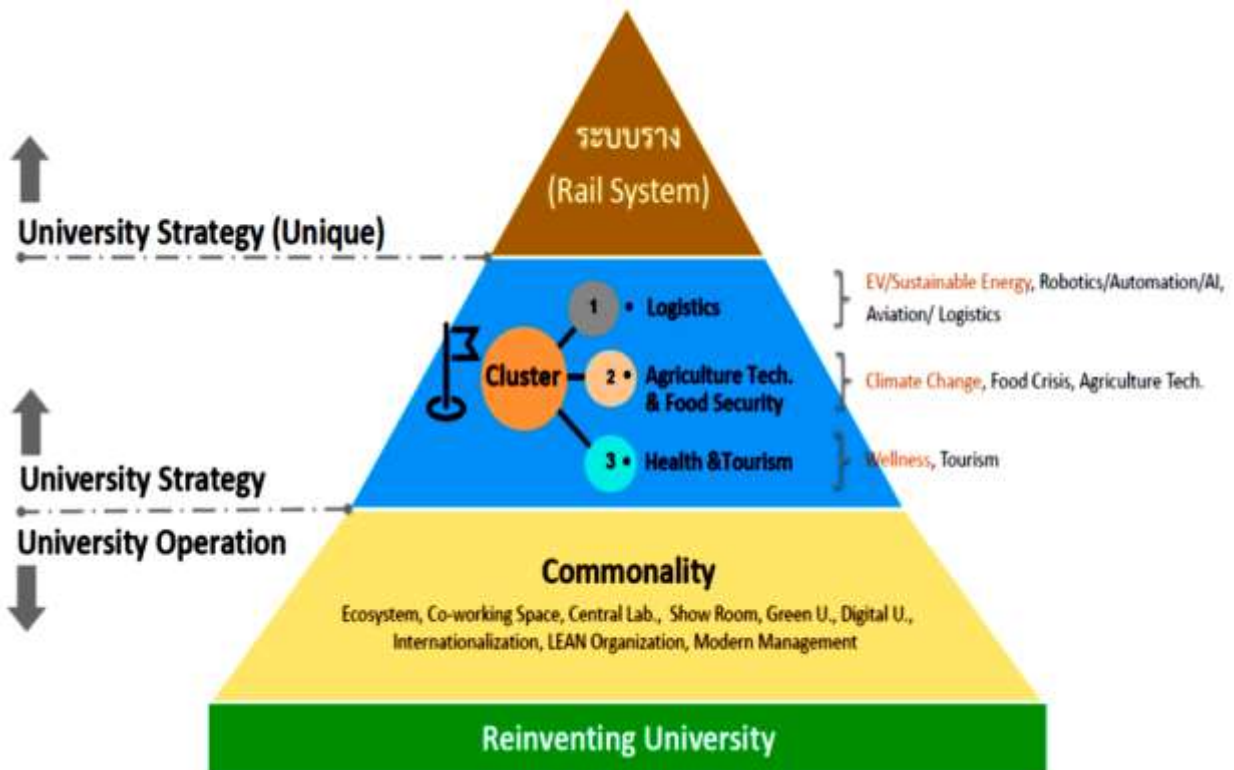 ระบบราง
(Rail System)
University Strategy (Unique)
1 • Logistics
EV/Sustainable Energy, Robotics/Automation/AI,
Aviation/ Logistics
Cluster
2 • Agriculture Tech.
& Food Security
Climate Change, Food Crisis, Agriculture Tech.
3 • Health &Tourism
Wellness, Tourism
University Strategy
University Operation
Commonality
Ecosystem, Co-working Space, Central Lab., Show Room, Green U., Digital U.,
Internationalization, LEAN Organization, Modern Management
Reinventing University